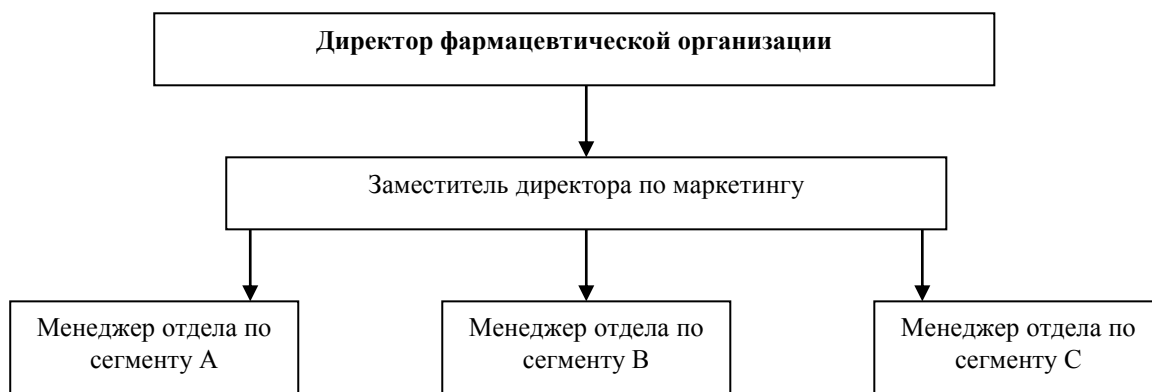 Директор фармацевтической организации
Заместитель директора по маркетингу
Менеджер отдела по
сегменту А
Менеджер отдела по
сегменту В
Менеджер отдела по
сегменту С